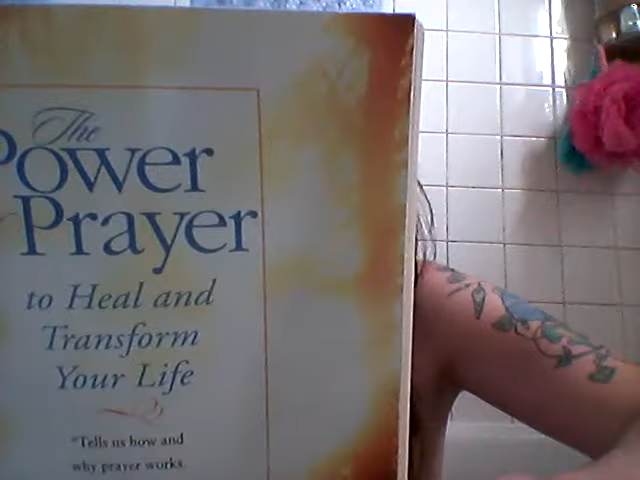 The
Power
Prayer
to Heal and
Transform
Your Life
"Tells us how and
why prayer works.